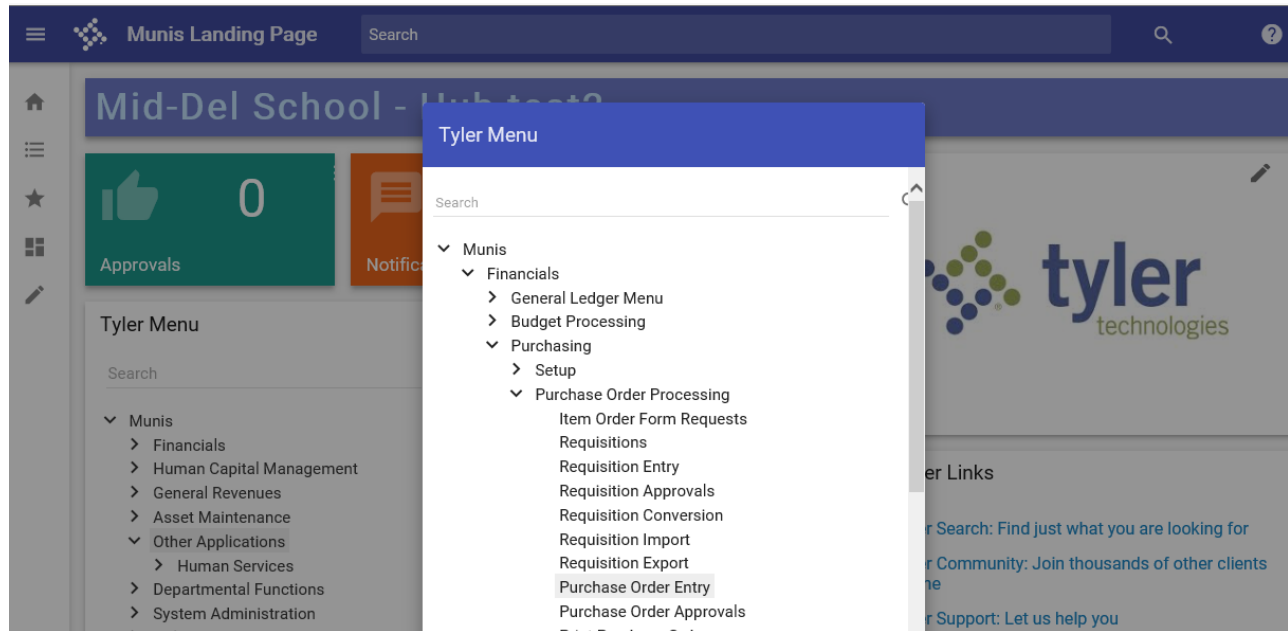 Munis Landing Page
Search
Mid-Del School -
Tyler Menu
0
Approvals
Tyler Menu
Search
Munis
Financials
Human Capital Management
General Revenues
Asset Maintenance
Other Applications
Human Services
Departmental Functions
System Administration
Search
Munis
Financials
General Ledger Menu
Budget Processing
Purchasing
Setup
Purchase Order Processing
Item Order Form Requests
Requisitions
Requisition Entry
Requisition Approvals
Requisition Conversion
Requisition Import
Requisition Export
Purchase Order Entry
Purchase Order Approvals
tyler
technologies
Links
Search: Find just what you are looking for
Community: Join thousands of other clients
Support: Let us help you